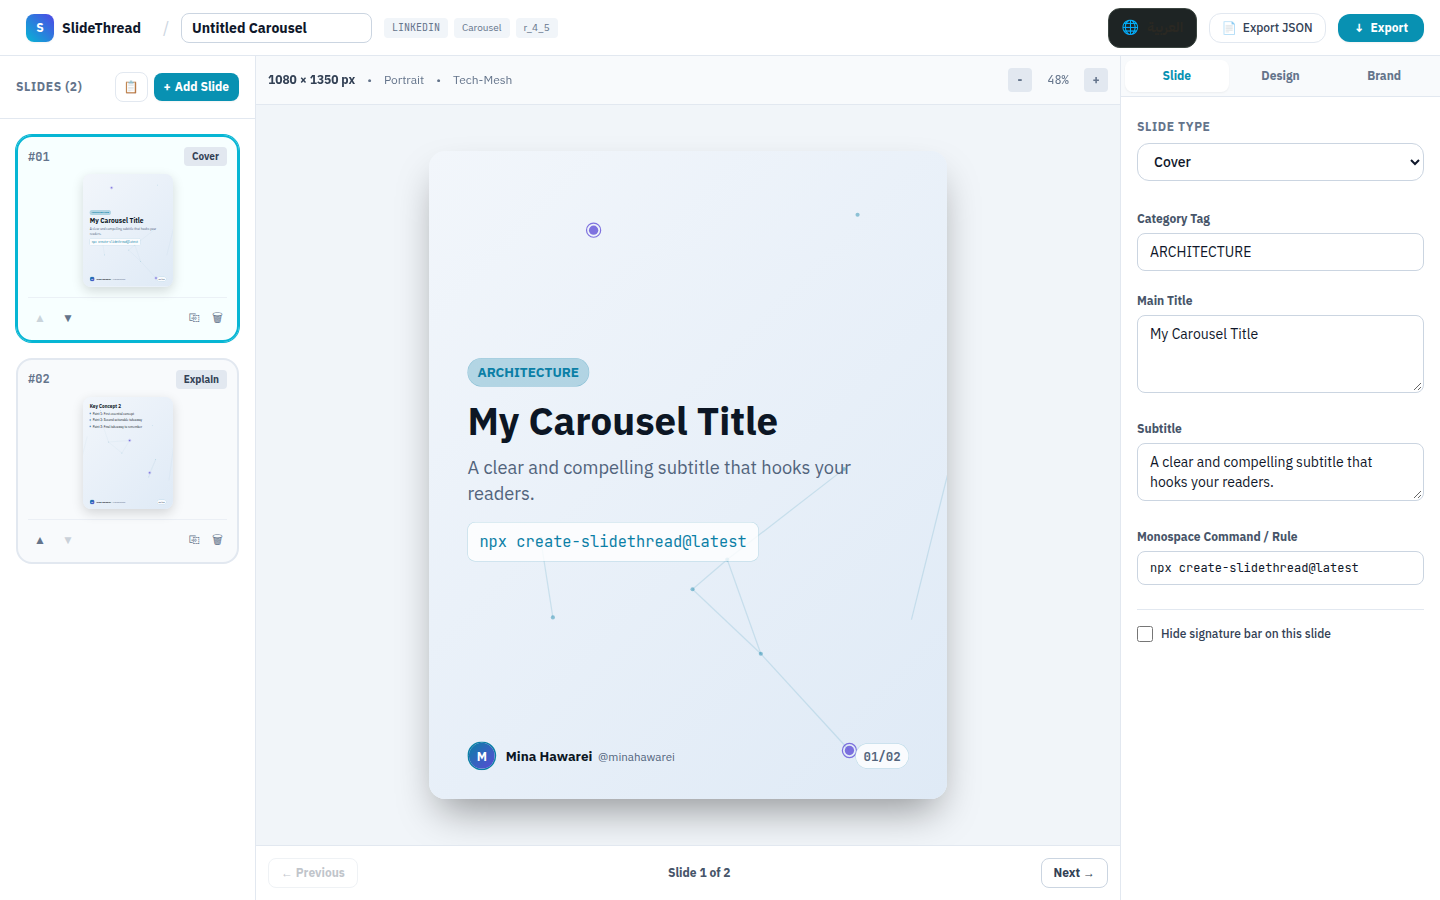 S SlideThread / Untitled Carousel LINKEDIN Carousel r_4_5 Export JSON ↓ Export
SLIDES (2) + Add Slide
1080 × 1350 px • Portrait • Tech-Mesh - 48% +
Slide Design Brand
#01 Cover
My Carousel Title
▲ ▼
#02 Explain
Key Concept 2
▲ ▼
ARCHITECTURE
My Carousel Title
A clear and compelling subtitle that hooks your
readers.
npx create-slidethread@latest
M Mina Hawarei @minahawarei 01/02
← Previous Slide 1 of 2 Next →
SLIDE TYPE
Cover
Category Tag
ARCHITECTURE
Main Title
My Carousel Title
Subtitle
A clear and compelling subtitle that
hooks your readers.
Monospace Command / Rule
npx create-slidethread@latest
Hide signature bar on this slide